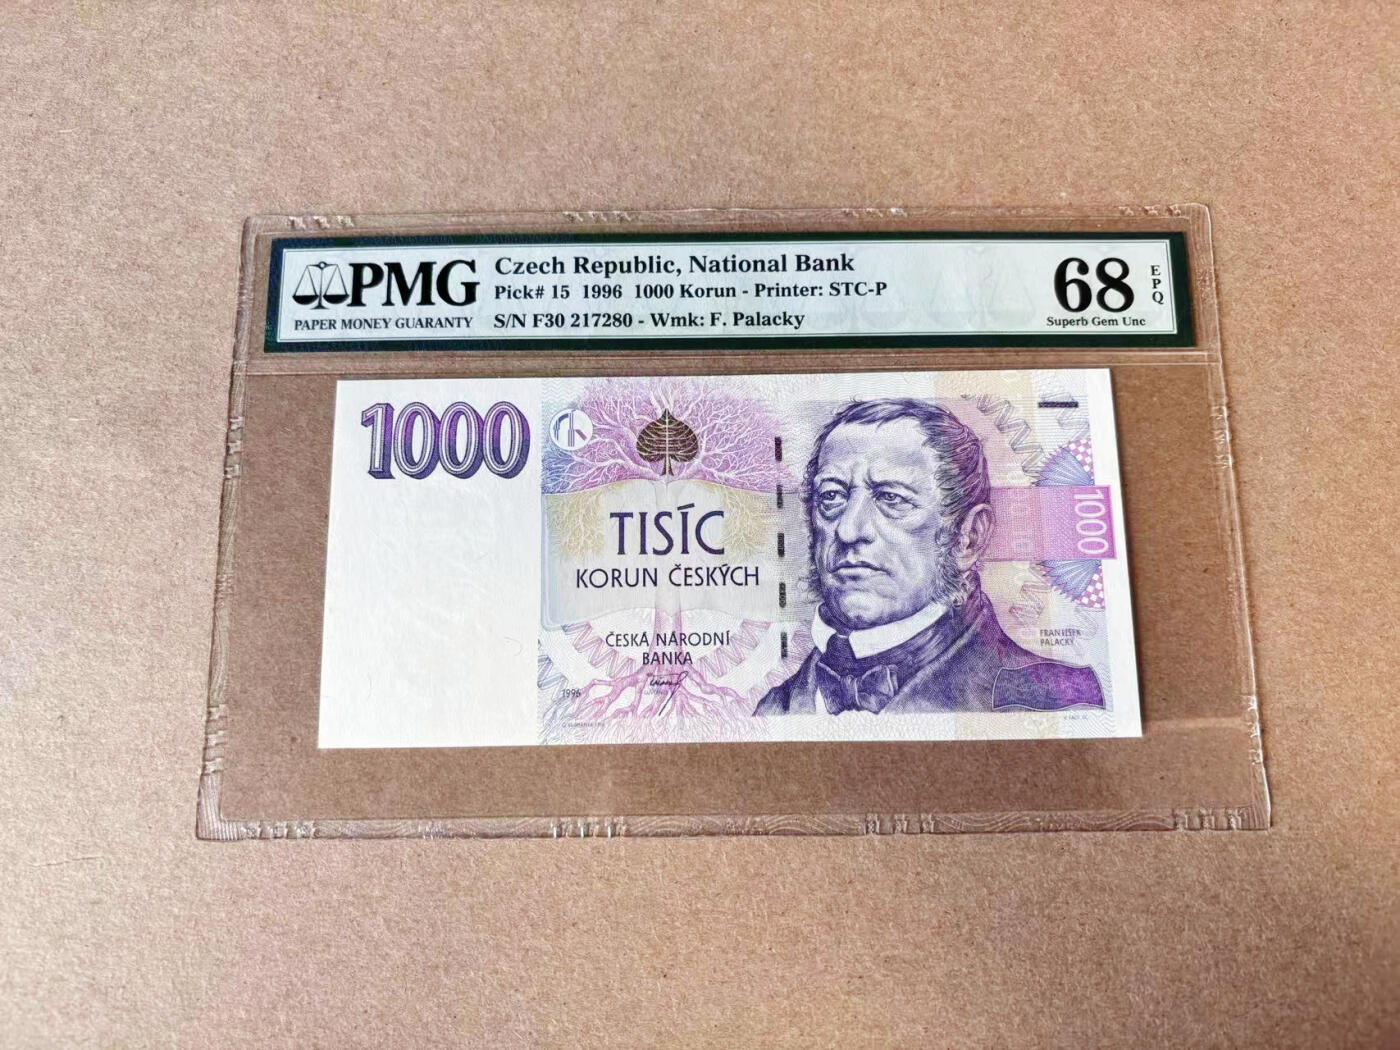 PMG
PAPER MONEY GUARANTY
Czech Republic, National Bank
Pick# 15 1996 1000 Korun - Printer: STC-P
S/N F30 217280 - Wmk: F. Palacky
68
EPQ
Superb Gem Unc
1000
TISÍC
KORUN ČESKÝCH
ČESKÁ NÁRODNÍ
BANKA
1996
1000
FRANTIŠEK
PALACKÝ